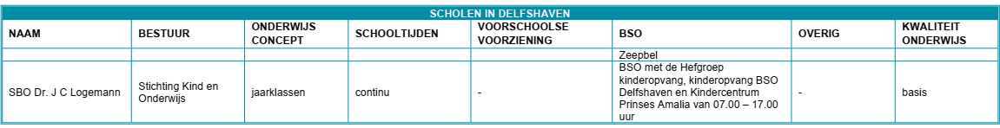 SCHOLEN IN DELFSHAVEN
NAAM BESTUUR ONDERWIJS CONCEPT SCHOOLTIJDEN VOORSCHOOLSE VOORZIENING BSO OVERIG KWALITEIT ONDERWIJS
Zeepbel
SBO Dr. J C Logemann
Stichting Kind en
Onderwijs
jaarklassen
continu
-
BSO met de Hefgroep
kinderopvang, kinderopvang BSO
Delfshaven en Kindercentrum
Prinses Amalia van 07.00 – 17.00
uur
-
basis